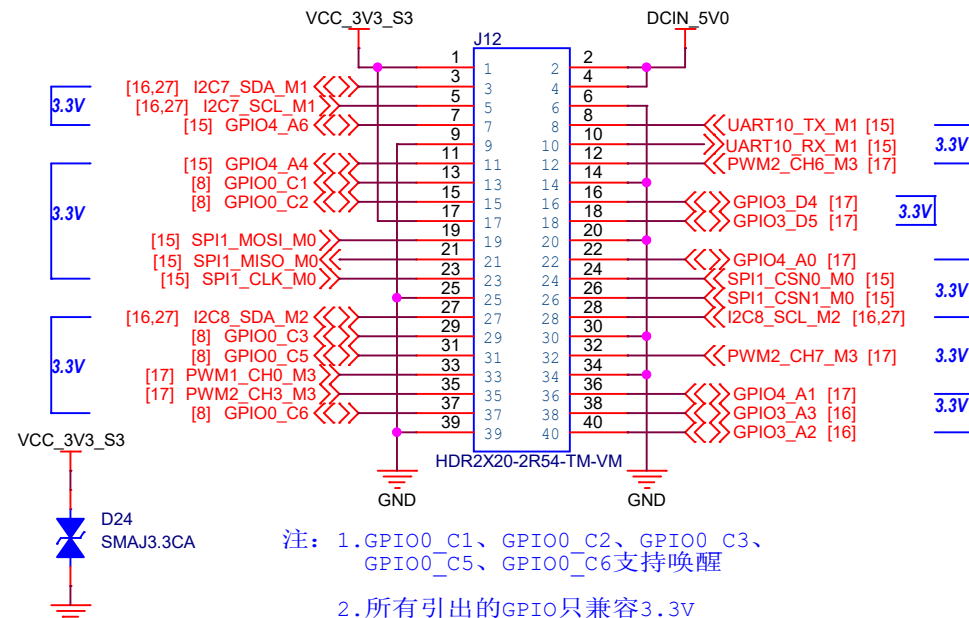 VCC_3V3_S3
DCIN_5V0
J12
1 1 2 2
[16,27] I2C7_SDA_M1 3 3 4 4
[16,27] I2C7_SCL_M1 5 5 6 6
3.3V
[15] GPIO4_A6 7 7 8 8 UART10_TX_M1 [15]
9 9 10 10 UART10_RX_M1 [15]
3.3V
[15] GPIO4_A4 11 11 12 12 PWM2_CH6_M3 [17]
[8] GPIO0_C1 13 13 14 14
[8] GPIO0_C2 15 15 16 16 GPIO3_D4 [17]
3.3V
17 17 18 18 GPIO3_D5 [17]
3.3V
[15] SPI1_MOSI_M0 19 19 20 20
[15] SPI1_MISO_M0 21 21 22 22 GPIO4_A0 [17]
[15] SPI1_CLK_M0 23 23 24 24 SPI1_CSN0_M0 [15]
3.3V
25 25 26 26 SPI1_CSN1_M0 [15]
[16,27] I2C8_SDA_M2 27 27 28 28 I2C8_SCL_M2 [16,27]
[8] GPIO0_C3 29 29 30 30
[8] GPIO0_C5 31 31 32 32 PWM2_CH7_M3 [17]
3.3V
3.3V
[17] PWM1_CH0_M3 33 33 34 34
[17] PWM2_CH3_M3 35 35 36 36 GPIO4_A1 [17]
3.3V
[8] GPIO0_C6 37 37 38 38 GPIO3_A3 [16]
39 39 40 40 GPIO3_A2 [16]
VCC_3V3_S3
HDR2X20-2R54-TM-VM
GND
GND
D24
SMAJ3.3CA
注：1.GPIO0_C1、GPIO0_C2、GPIO0_C3、
GPIO0_C5、GPIO0_C6支持唤醒
2.所有引出的GPIO只兼容3.3V